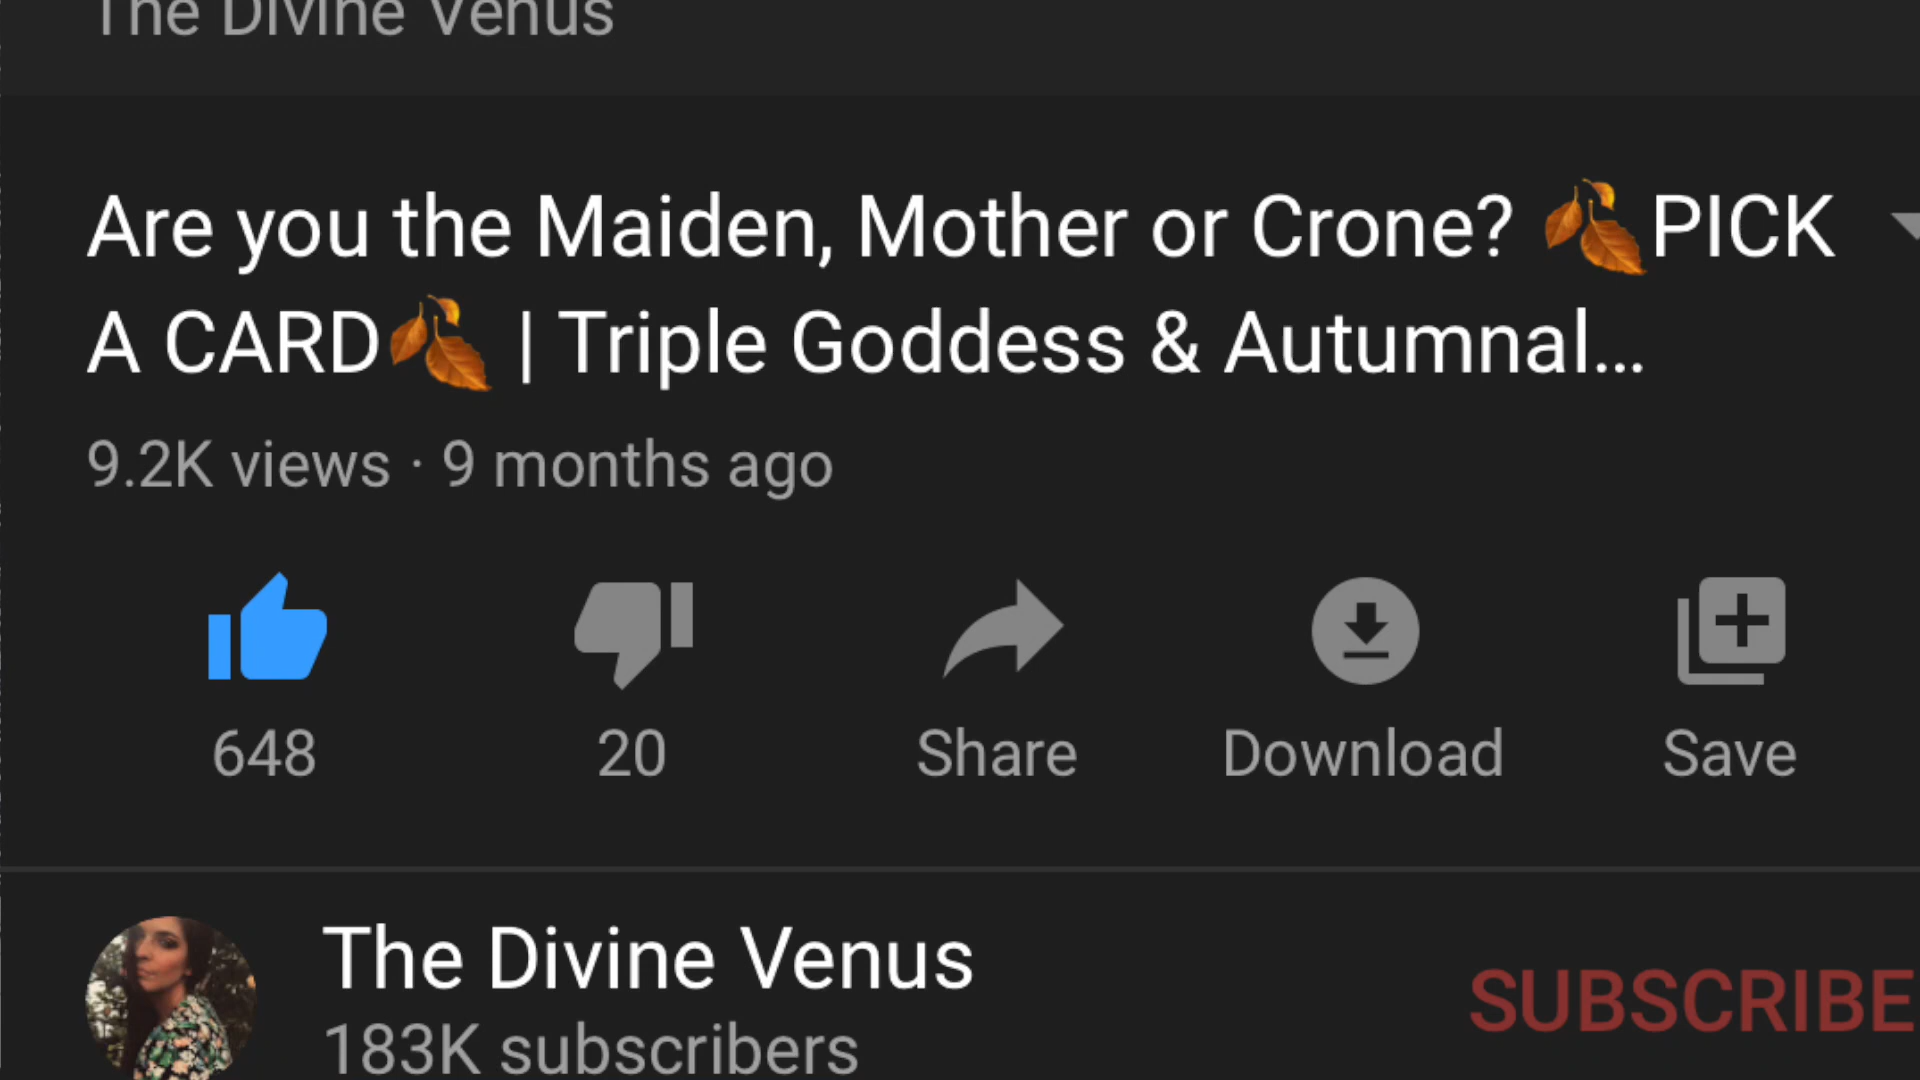 The Divine Venus
Are you the Maiden, Mother or Crone? 🍂PICK
A CARD🍂 | Triple Goddess & Autumnal...
9.2K views · 9 months ago
648 20 Share Download Save
The Divine Venus
SUBSCRIBE
183K subscribers